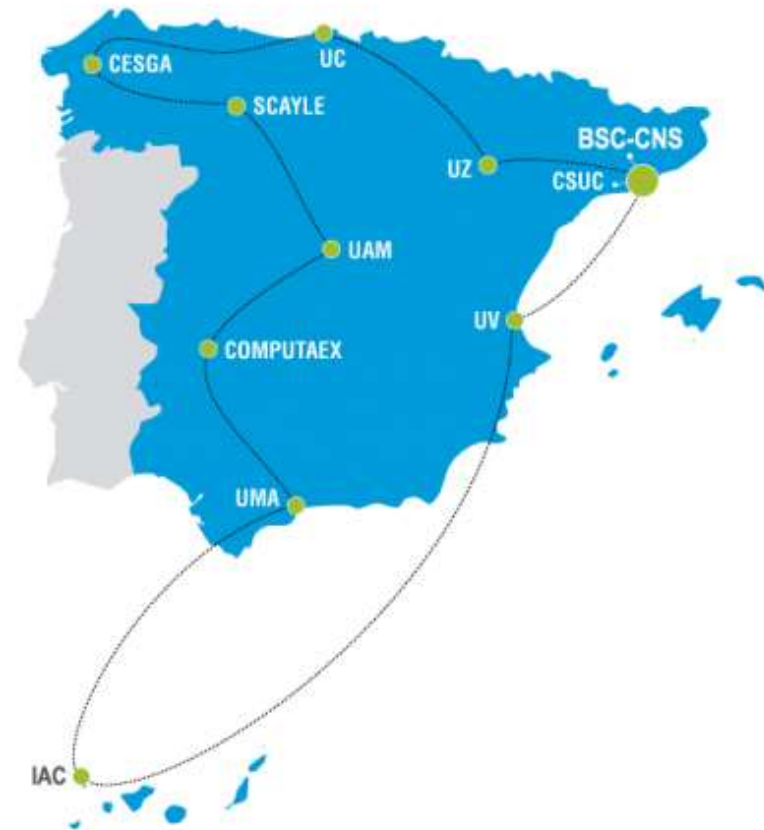 UC
CESGA
SCAYLE
BSC-CNS
UZ
CSUC
UAM
UV
COMPUTAEX
UMA
IAC